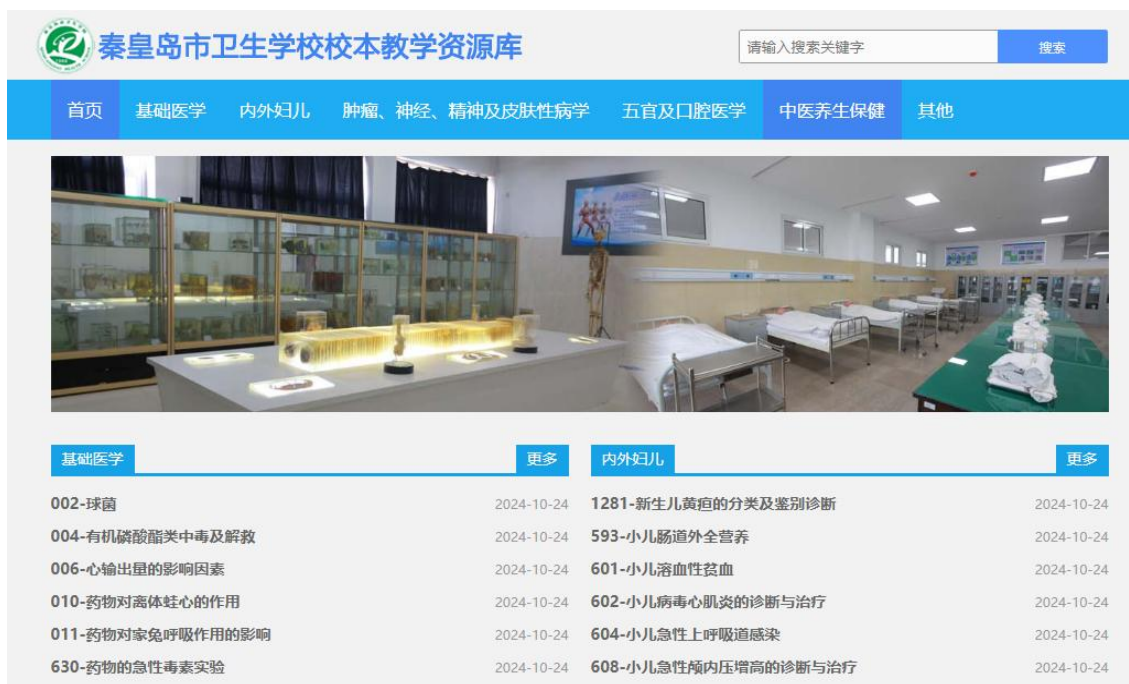 秦皇岛市卫生学校校本教学资源库
请输入搜索关键字
搜索
首页 基础医学 内外妇儿 肿瘤、神经、精神及皮肤性病学 五官及口腔医学 中医养生保健 其他
基础医学 更多
002-球菌 2024-10-24
004-有机磷酸酯类中毒及解救 2024-10-24
006-心输出量的影响因素 2024-10-24
010-药物对离体蛙心的作用 2024-10-24
011-药物对家兔呼吸作用的影响 2024-10-24
630-药物的急性毒素实验 2024-10-24
内外妇儿 更多
1281-新生儿黄疸的分类及鉴别诊断 2024-10-24
593-小儿肠道外全营养 2024-10-24
601-小儿溶血性贫血 2024-10-24
602-小儿病毒心肌炎的诊断与治疗 2024-10-24
604-小儿急性上呼吸道感染 2024-10-24
608-小儿急性颅内压增高的诊断与治疗 2024-10-24